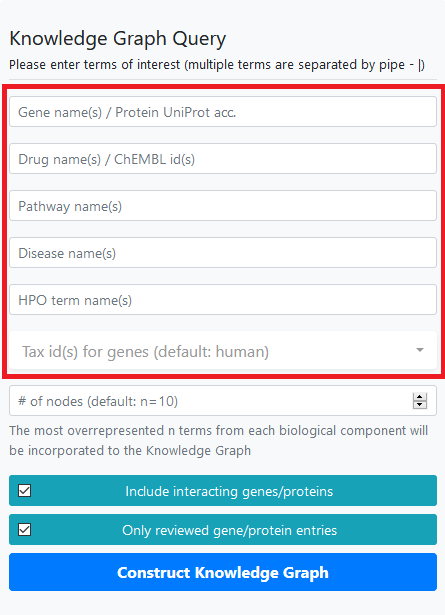 Knowledge Graph Query
Please enter terms of interest (multiple terms are separated by pipe - |)
Gene name(s) / Protein UniProt acc.
Drug name(s) / ChEMBL id(s)
Pathway name(s)
Disease name(s)
HPO term name(s)
Tax id(s) for genes (default: human)
# of nodes (default: n=10)
The most overrepresented n terms from each biological component will
be incorporated to the Knowledge Graph
Include interacting genes/proteins
Only reviewed gene/protein entries
Construct Knowledge Graph